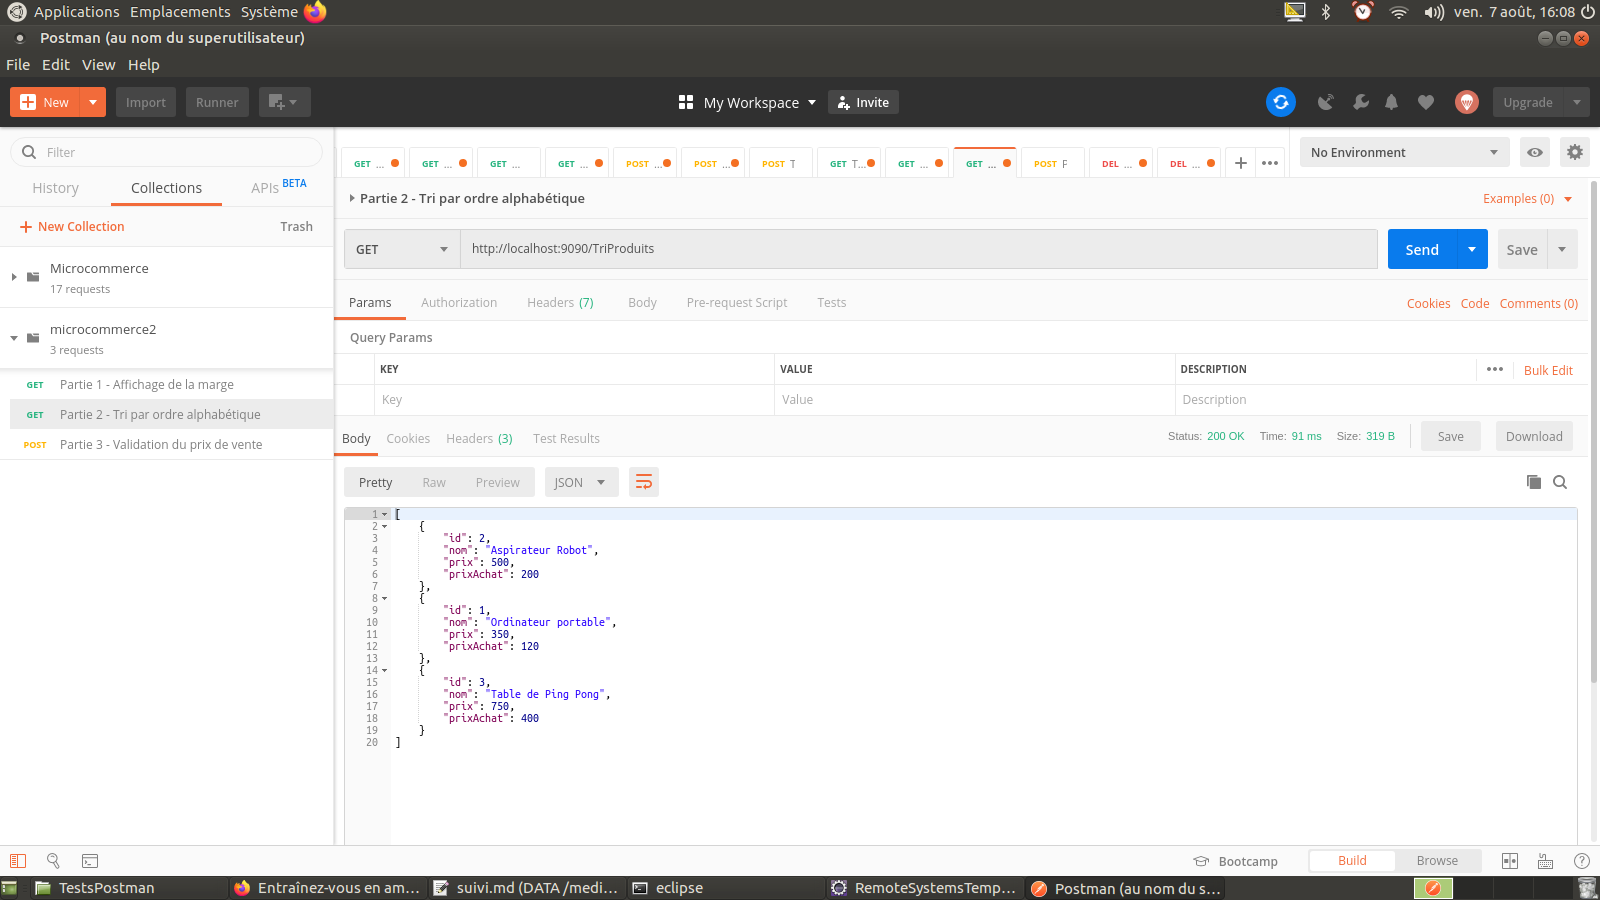 Applications Emplacements Système ven. 7 août, 16:08
Postman (au nom du superutilisateur)
File Edit View Help
New Import Runner My Workspace Invite Upgrade
Filter
GET ... GET ... GET ... GET ... POST ... POST ... POST T GET T... GET ... GET ... POST P DEL ... DEL ... + ••• No Environment
History Collections APIs BETA
+ New Collection Trash
Microcommerce
17 requests
microcommerce2
3 requests
GET Partie 1 - Affichage de la marge
GET Partie 2 - Tri par ordre alphabétique
POST Partie 3 - Validation du prix de vente
Partie 2 - Tri par ordre alphabétique Examples (0)
GET http://localhost:9090/TriProduits Send Save
Params Authorization Headers (7) Body Pre-request Script Tests Cookies Code Comments (0)
Query Params
KEY VALUE DESCRIPTION ••• Bulk Edit
Key Value Description
Body Cookies Headers (3) Test Results Status: 200 OK Time: 91 ms Size: 319 B Save Download
Pretty Raw Preview JSON
1 [
2 {
3 "id": 2,
4 "nom": "Aspirateur Robot",
5 "prix": 500,
6 "prixAchat": 200
7 },
8 {
9 "id": 1,
10 "nom": "Ordinateur portable",
11 "prix": 350,
12 "prixAchat": 120
13 },
14 {
15 "id": 3,
16 "nom": "Table de Ping Pong",
17 "prix": 750,
18 "prixAchat": 400
19 }
20 ]
Bootcamp Build Browse
TestsPostman Entraînez-vous en am... suivi.md (DATA /medi... eclipse RemoteSystemsTemp... Postman (au nom du s...